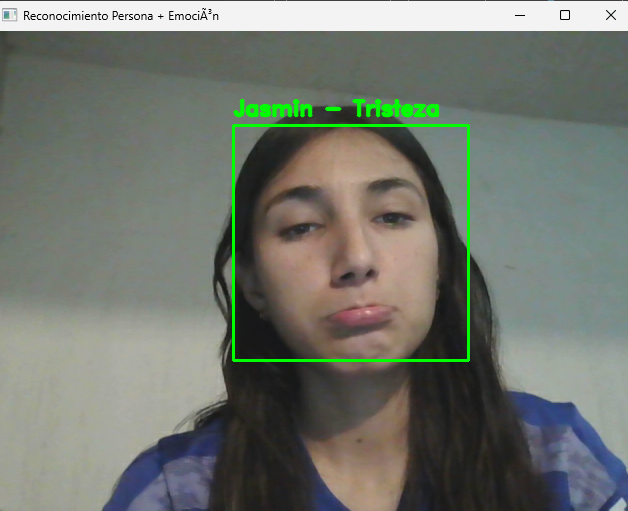 Reconocimiento Persona + EmociÃ³n
Jasmin - Tristeza